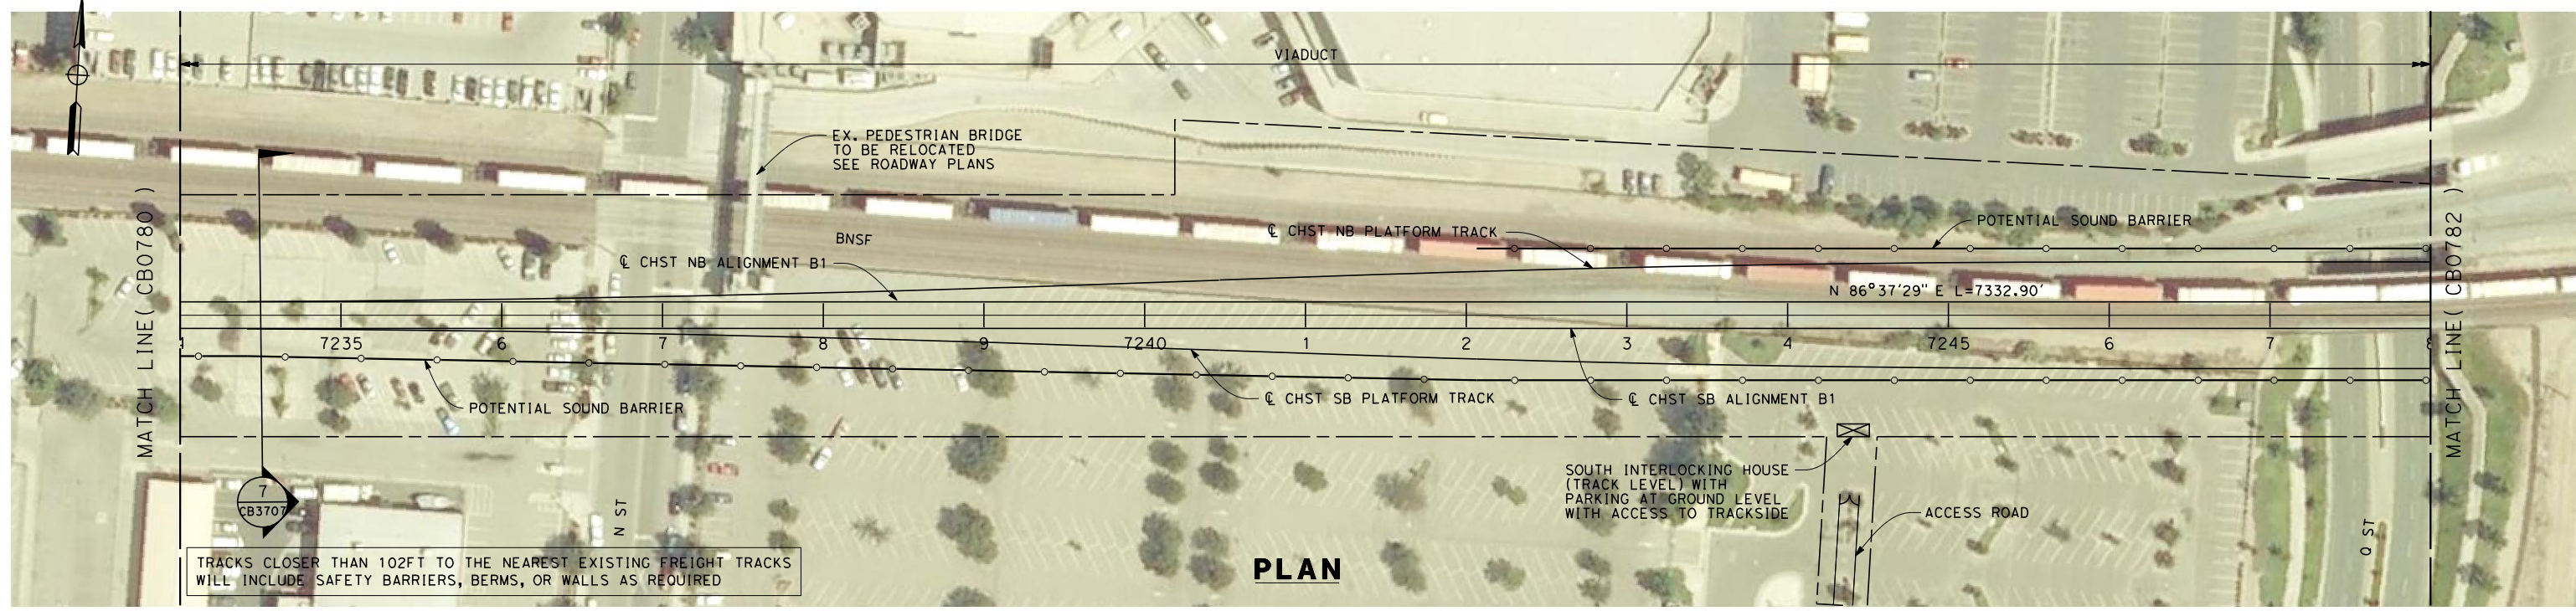 VIADUCT
EX. PEDESTRIAN BRIDGE
TO BE RELOCATED
SEE ROADWAY PLANS
MATCH LINE( CB0780 )
MATCH LINE( CB0782 )
POTENTIAL SOUND BARRIER
℄ CHST NB PLATFORM TRACK
BNSF
℄ CHST NB ALIGNMENT B1
N 86°37'29" E L=7332.90'
7235 6 7 8 9 7240 1 2 3 4 7245 6 7 8
POTENTIAL SOUND BARRIER
℄ CHST SB PLATFORM TRACK
℄ CHST SB ALIGNMENT B1
SOUTH INTERLOCKING HOUSE
(TRACK LEVEL) WITH
PARKING AT GROUND LEVEL
WITH ACCESS TO TRACKSIDE
ACCESS ROAD
7
CB3707
N ST
Q ST
TRACKS CLOSER THAN 102FT TO THE NEAREST EXISTING FREIGHT TRACKS
WILL INCLUDE SAFETY BARRIERS, BERMS, OR WALLS AS REQUIRED
PLAN